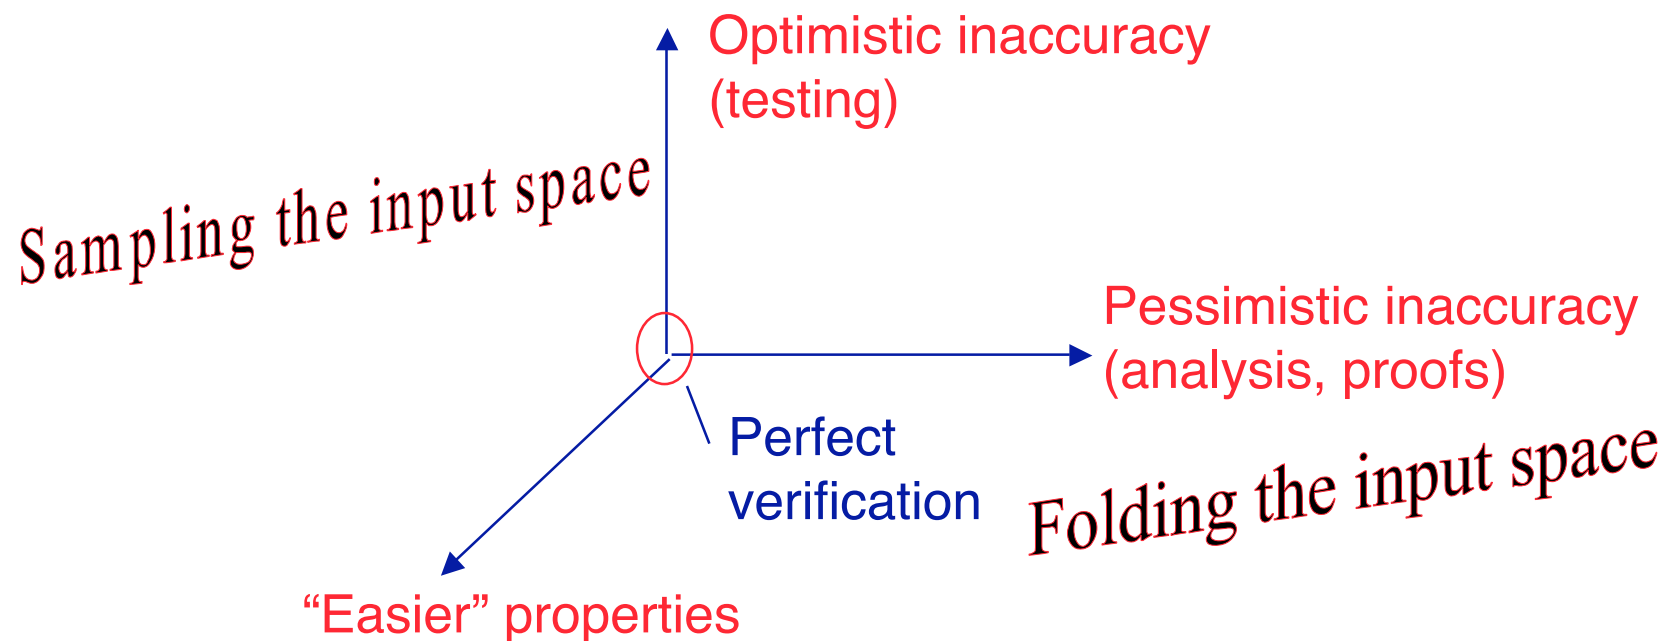 Optimistic inaccuracy
(testing)
Sampling the input space
Pessimistic inaccuracy
(analysis, proofs)
Perfect
verification
Folding the input space
“Easier” properties